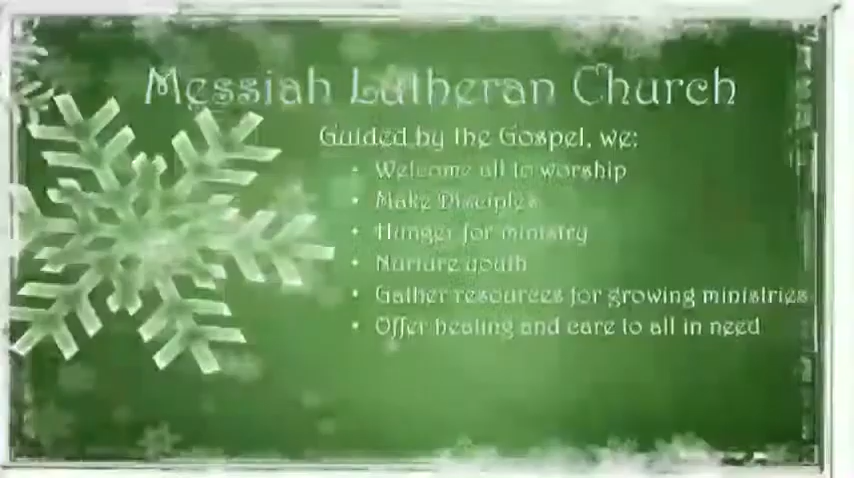 Messiah Lutheran Church
Guided by the Gospel, we:
• Welcome all to worship
• Make Disciples
• Hunger for ministry
• Nurture youth
• Gather resources for growing ministries
• Offer healing and care to all in need